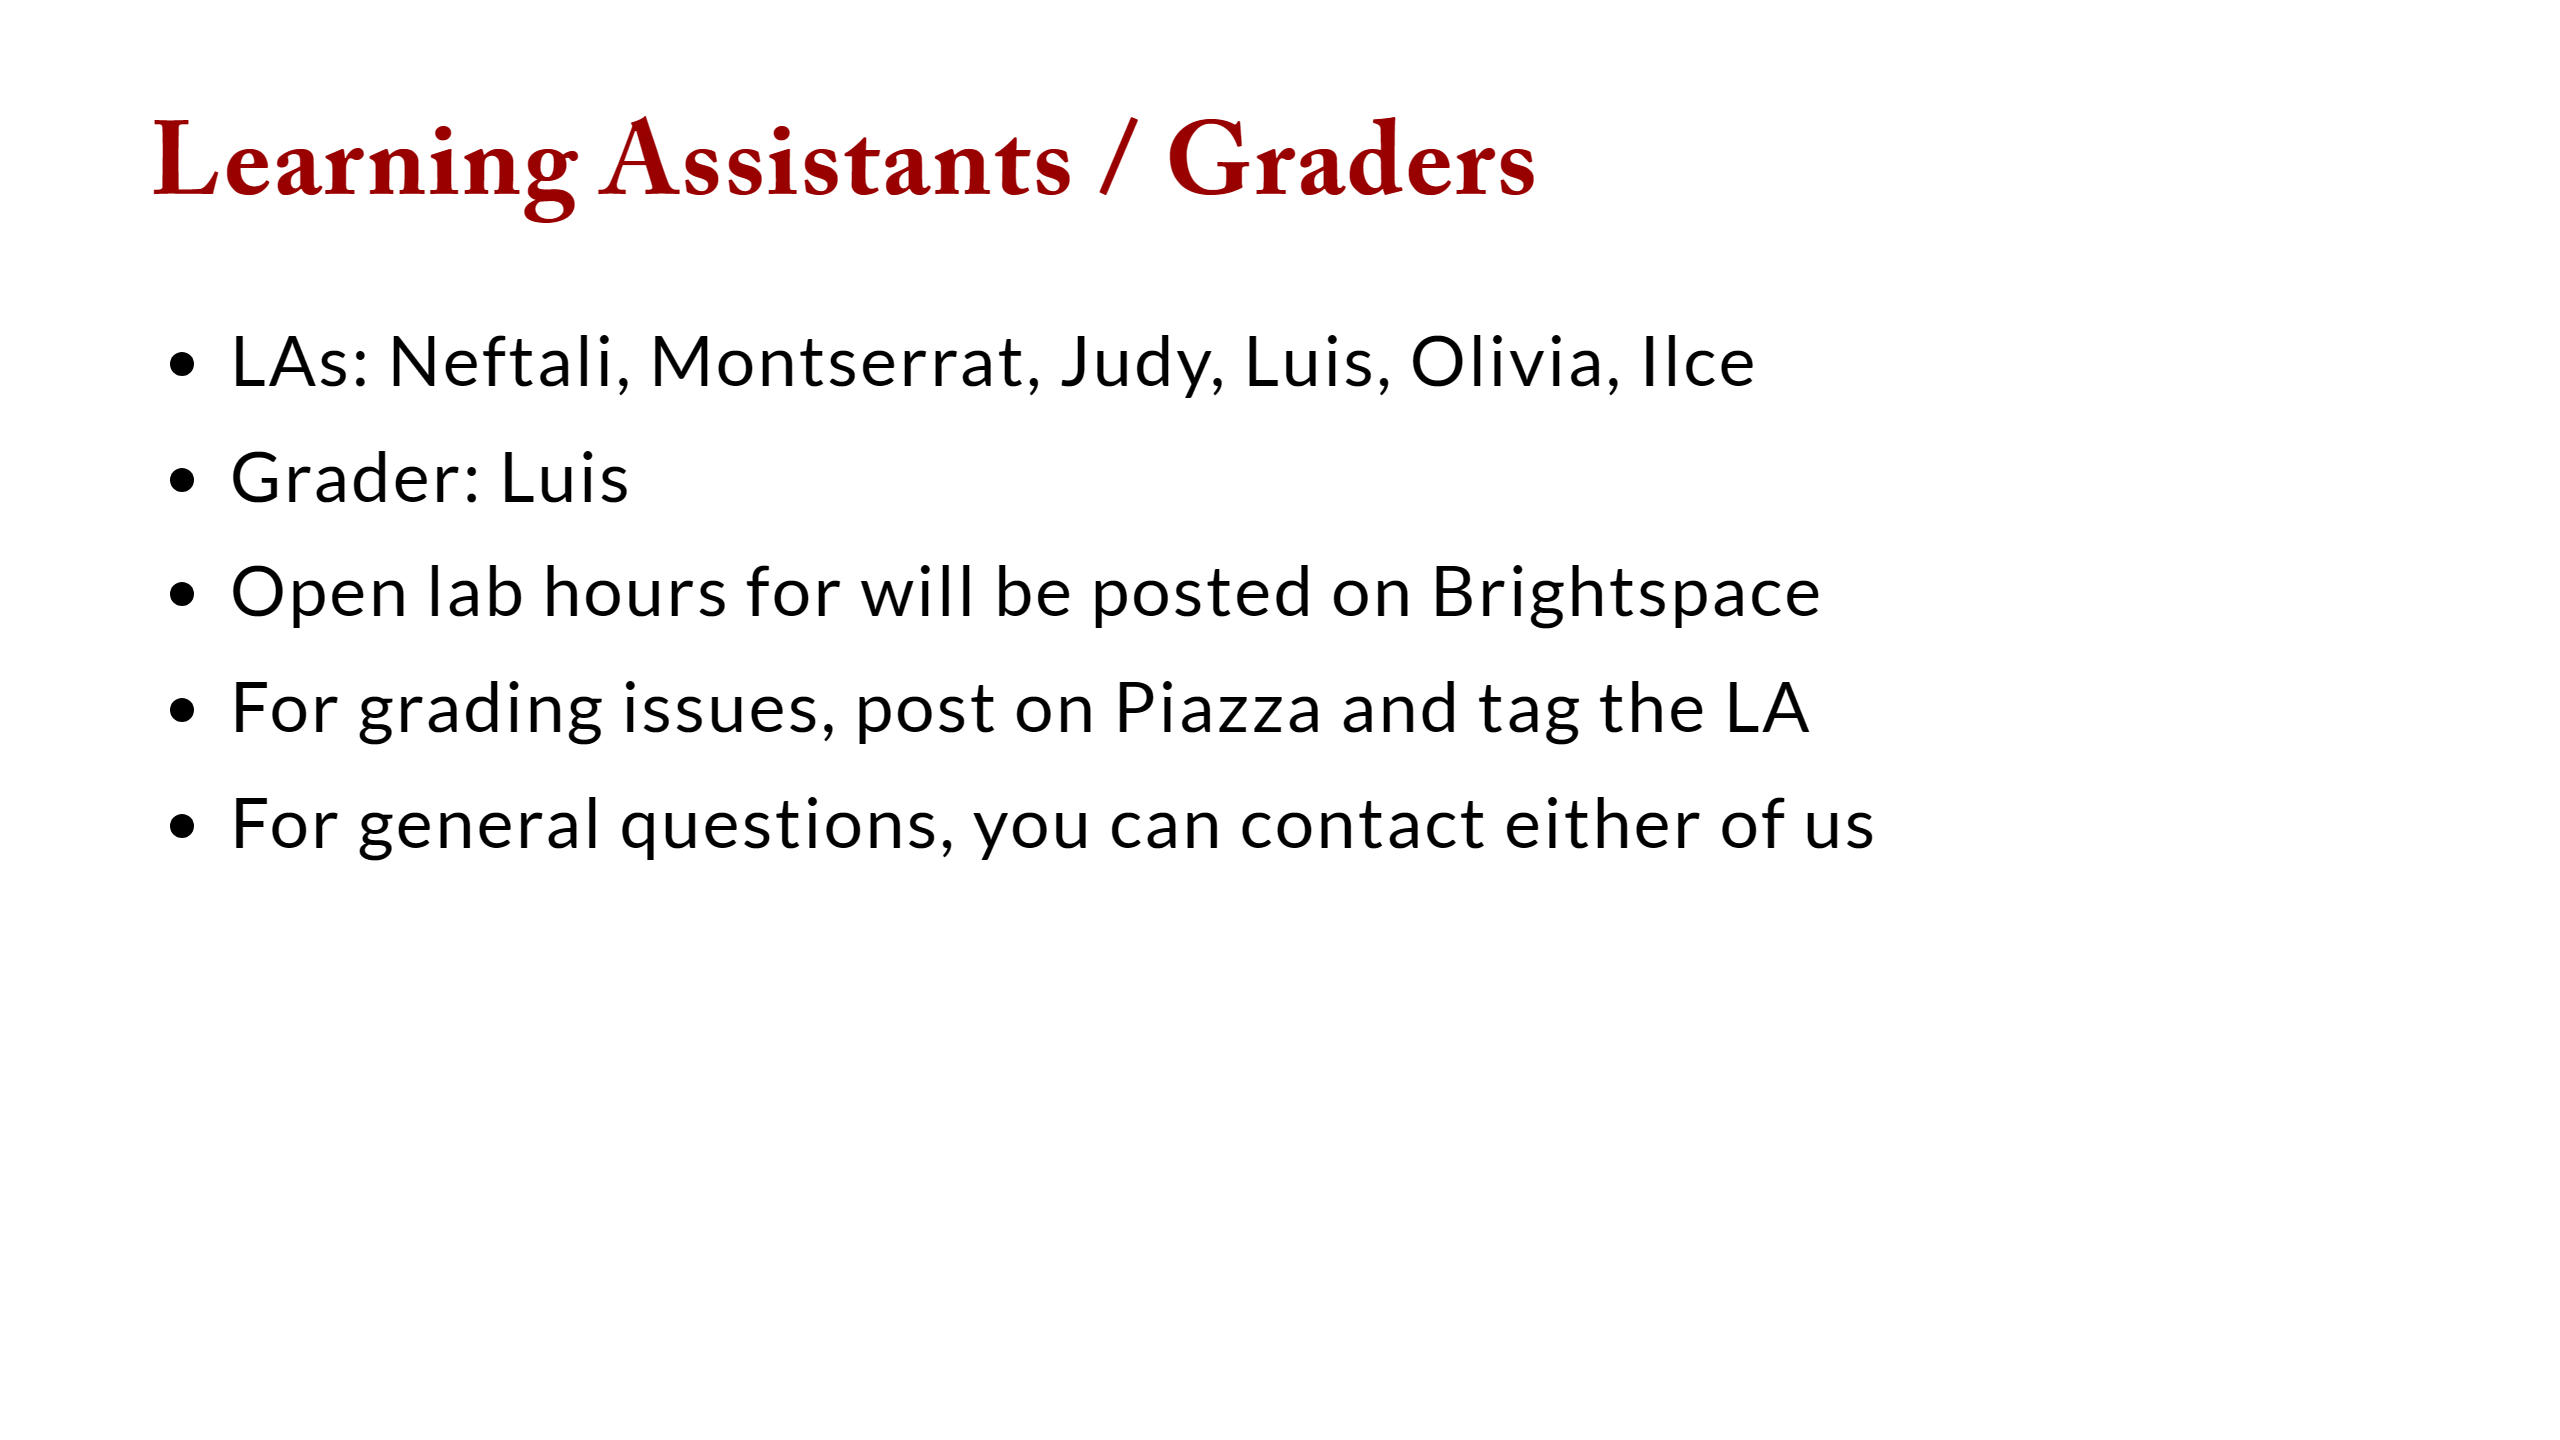 Learning Assistants / Graders
• LAs: Neftali, Montserrat, Judy, Luis, Olivia, Ilce
• Grader: Luis
• Open lab hours for will be posted on Brightspace
• For grading issues, post on Piazza and tag the LA
• For general questions, you can contact either of us